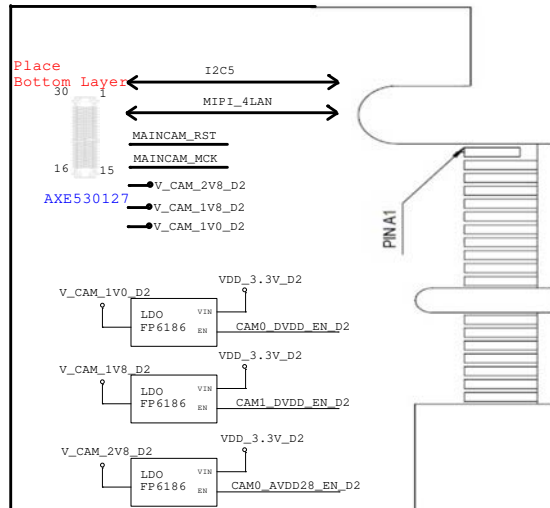 Place
Bottom Layer
30
1
I2C5
MIPI_4LAN
MAINCAM_RST
MAINCAM_MCK
16
15
V_CAM_2V8_D2
AXE530127
V_CAM_1V8_D2
V_CAM_1V0_D2
PIN A1
V_CAM_1V0_D2
VDD_3.3V_D2
LDO
FP6186
VIN
EN
CAM0_DVDD_EN_D2
V_CAM_1V8_D2
VDD_3.3V_D2
LDO
FP6186
VIN
EN
CAM1_DVDD_EN_D2
V_CAM_2V8_D2
VDD_3.3V_D2
LDO
FP6186
VIN
EN
CAM0_AVDD28_EN_D2